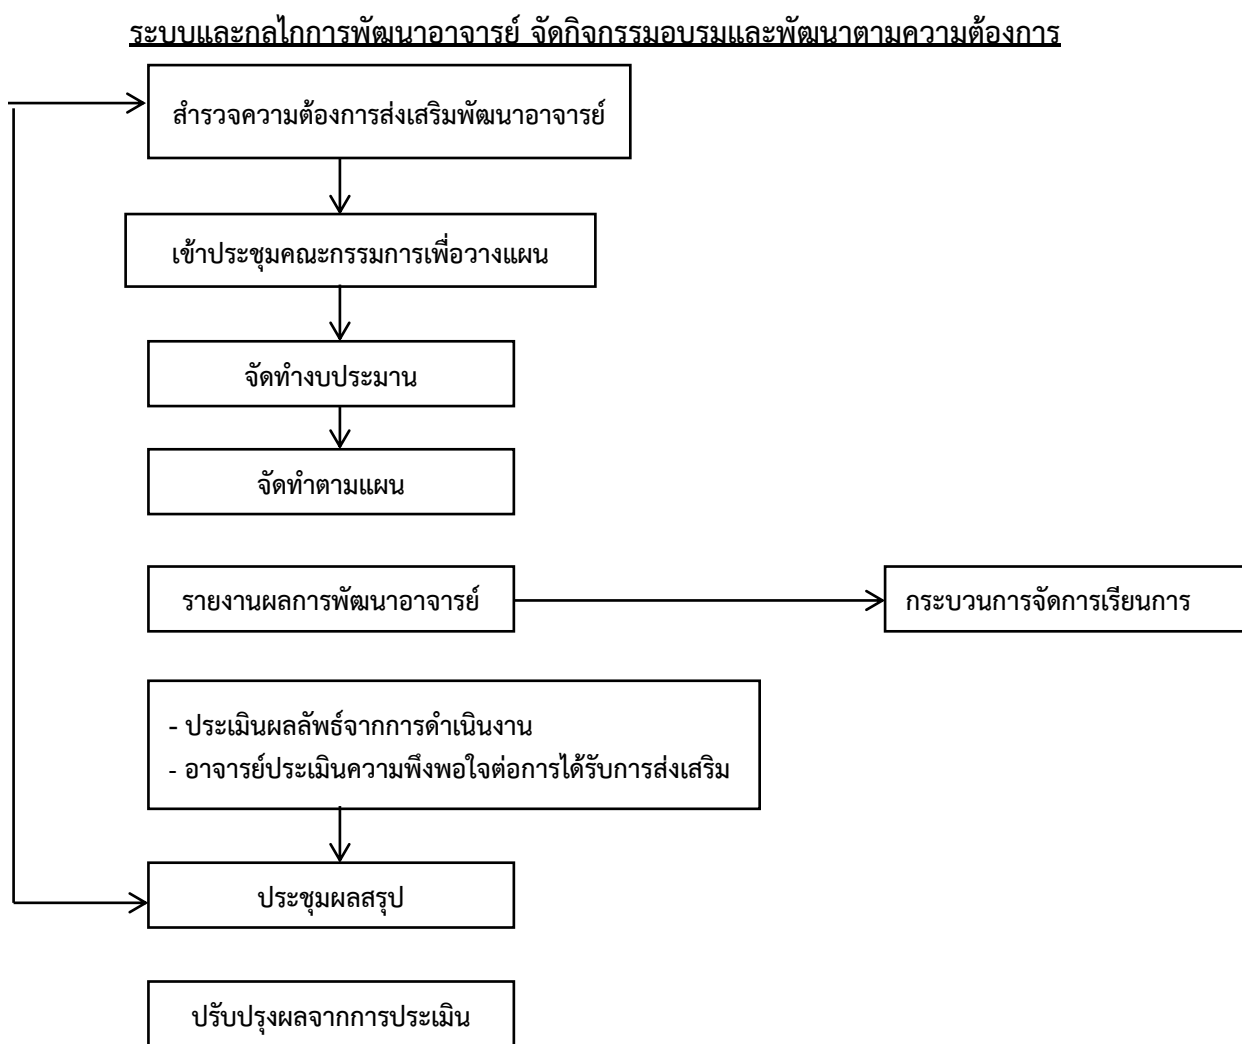 ระบบและกลไกการพัฒนาอาจารย์ จัดกิจกรรมอบรมและพัฒนาตามความต้องการ
สำรวจความต้องการส่งเสริมพัฒนาอาจารย์
เข้าประชุมคณะกรรมการเพื่อวางแผน
จัดทำงบประมาน
จัดทำตามแผน
รายงานผลการพัฒนาอาจารย์
กระบวนการจัดการเรียนการ
- ประเมินผลลัพธ์จากการดำเนินงาน
- อาจารย์ประเมินความพึงพอใจต่อการได้รับการส่งเสริม
ประชุมผลสรุป
ปรับปรุงผลจากการประเมิน